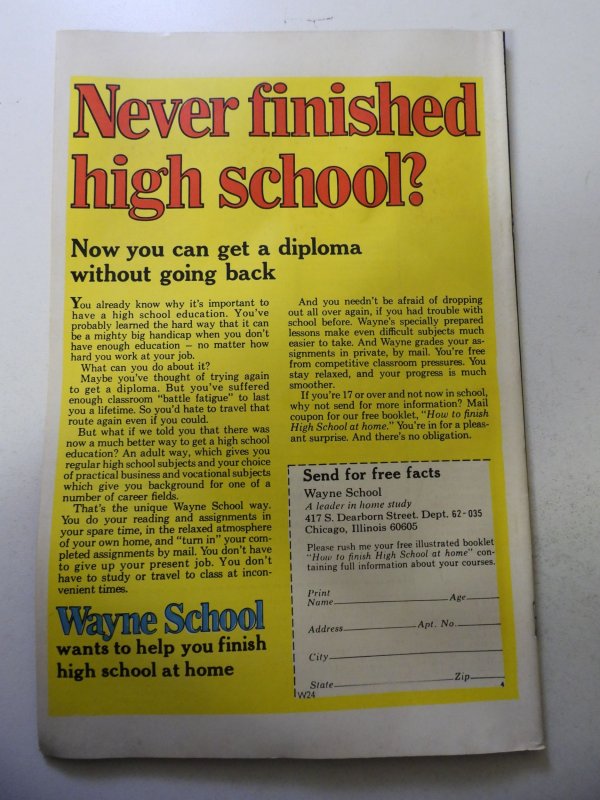 Never finished
high school?
Now you can get a diploma
without going back
You already know why it's important to
have a high school education. You've
probably learned the hard way that it can
be a mighty big handicap when you don't
have enough education – no matter how
hard you work at your job.
What can you do about it?
Maybe you've thought of trying again
to get a diploma. But you've suffered
enough classroom "battle fatigue" to last
you a lifetime. So you'd hate to travel that
route again even if you could.
But what if we told you that there was
now a much better way to get a high school
education? An adult way, which gives you
regular high school subjects and your choice
of practical business and vocational subjects
which give you background for one of a
number of career fields.
That's the unique Wayne School way.
You do your reading and assignments in
your spare time, in the relaxed atmosphere
of your own home, and "turn in" your com-
pleted assignments by mail. You don't have
to give up your present job. You don't
have to study or travel to class at incon-
venient times.
Wayne School
wants to help you finish
high school at home
And you needn't be afraid of dropping
out all over again, if you had trouble with
school before. Wayne's specially prepared
lessons make even difficult subjects much
easier to take. And Wayne grades your as-
signments in private, by mail. You're free
from competitive classroom pressures. You
stay relaxed, and your progress is much
smoother.
If you're 17 or over and not now in school,
why not send for more information? Mail
coupon for our free booklet, "How to finish
High School at home." You're in for a pleas-
ant surprise. And there's no obligation.
Send for free facts
Wayne School
A leader in home study
417 S. Dearborn Street. Dept. 62-035
Chicago, Illinois 60605
Please rush me your free illustrated booklet
"How to finish High School at home" con-
taining full information about your courses.
Print
Name Age
Address Apt. No.
City
State Zip
W24 4